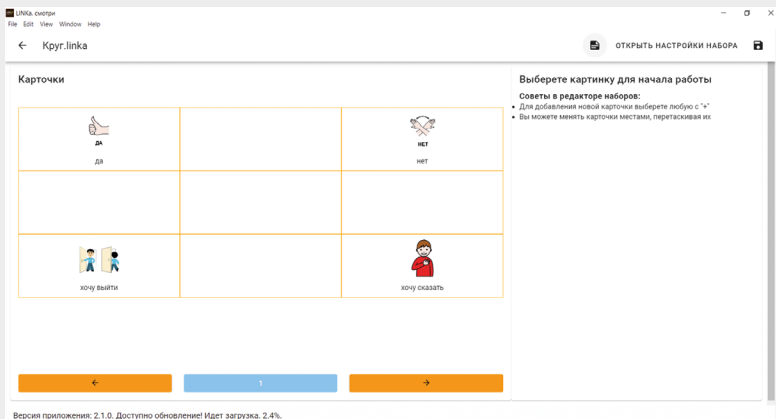 LINKa. смотри
File Edit View Window Help
Круг.linka
ОТКРЫТЬ НАСТРОЙКИ НАБОРА
Карточки
ДА
да
НЕТ
нет
хочу выйти
хочу сказать
1
Выберете картинку для начала работы
Советы в редакторе наборов:
Для добавления новой карточки выберете любую с "+"
Вы можете менять карточки местами, перетаскивая их
Версия приложения: 2.1.0. Доступно обновление! Идет загрузка. 2.4%.